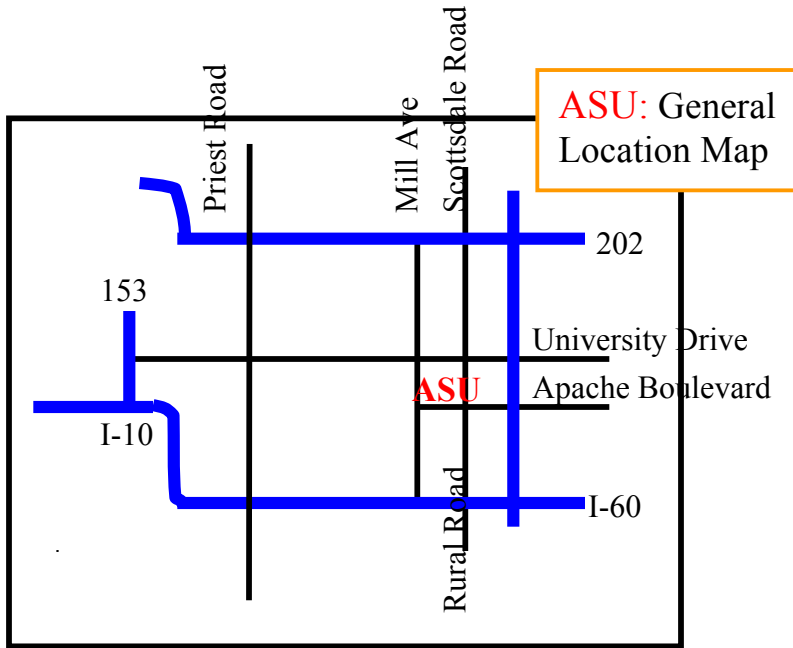 ASU: General
Location Map
Priest Road
Mill Ave
Scottsdale Road
202
153
University Drive
ASU
Apache Boulevard
I-10
I-60
Rural Road